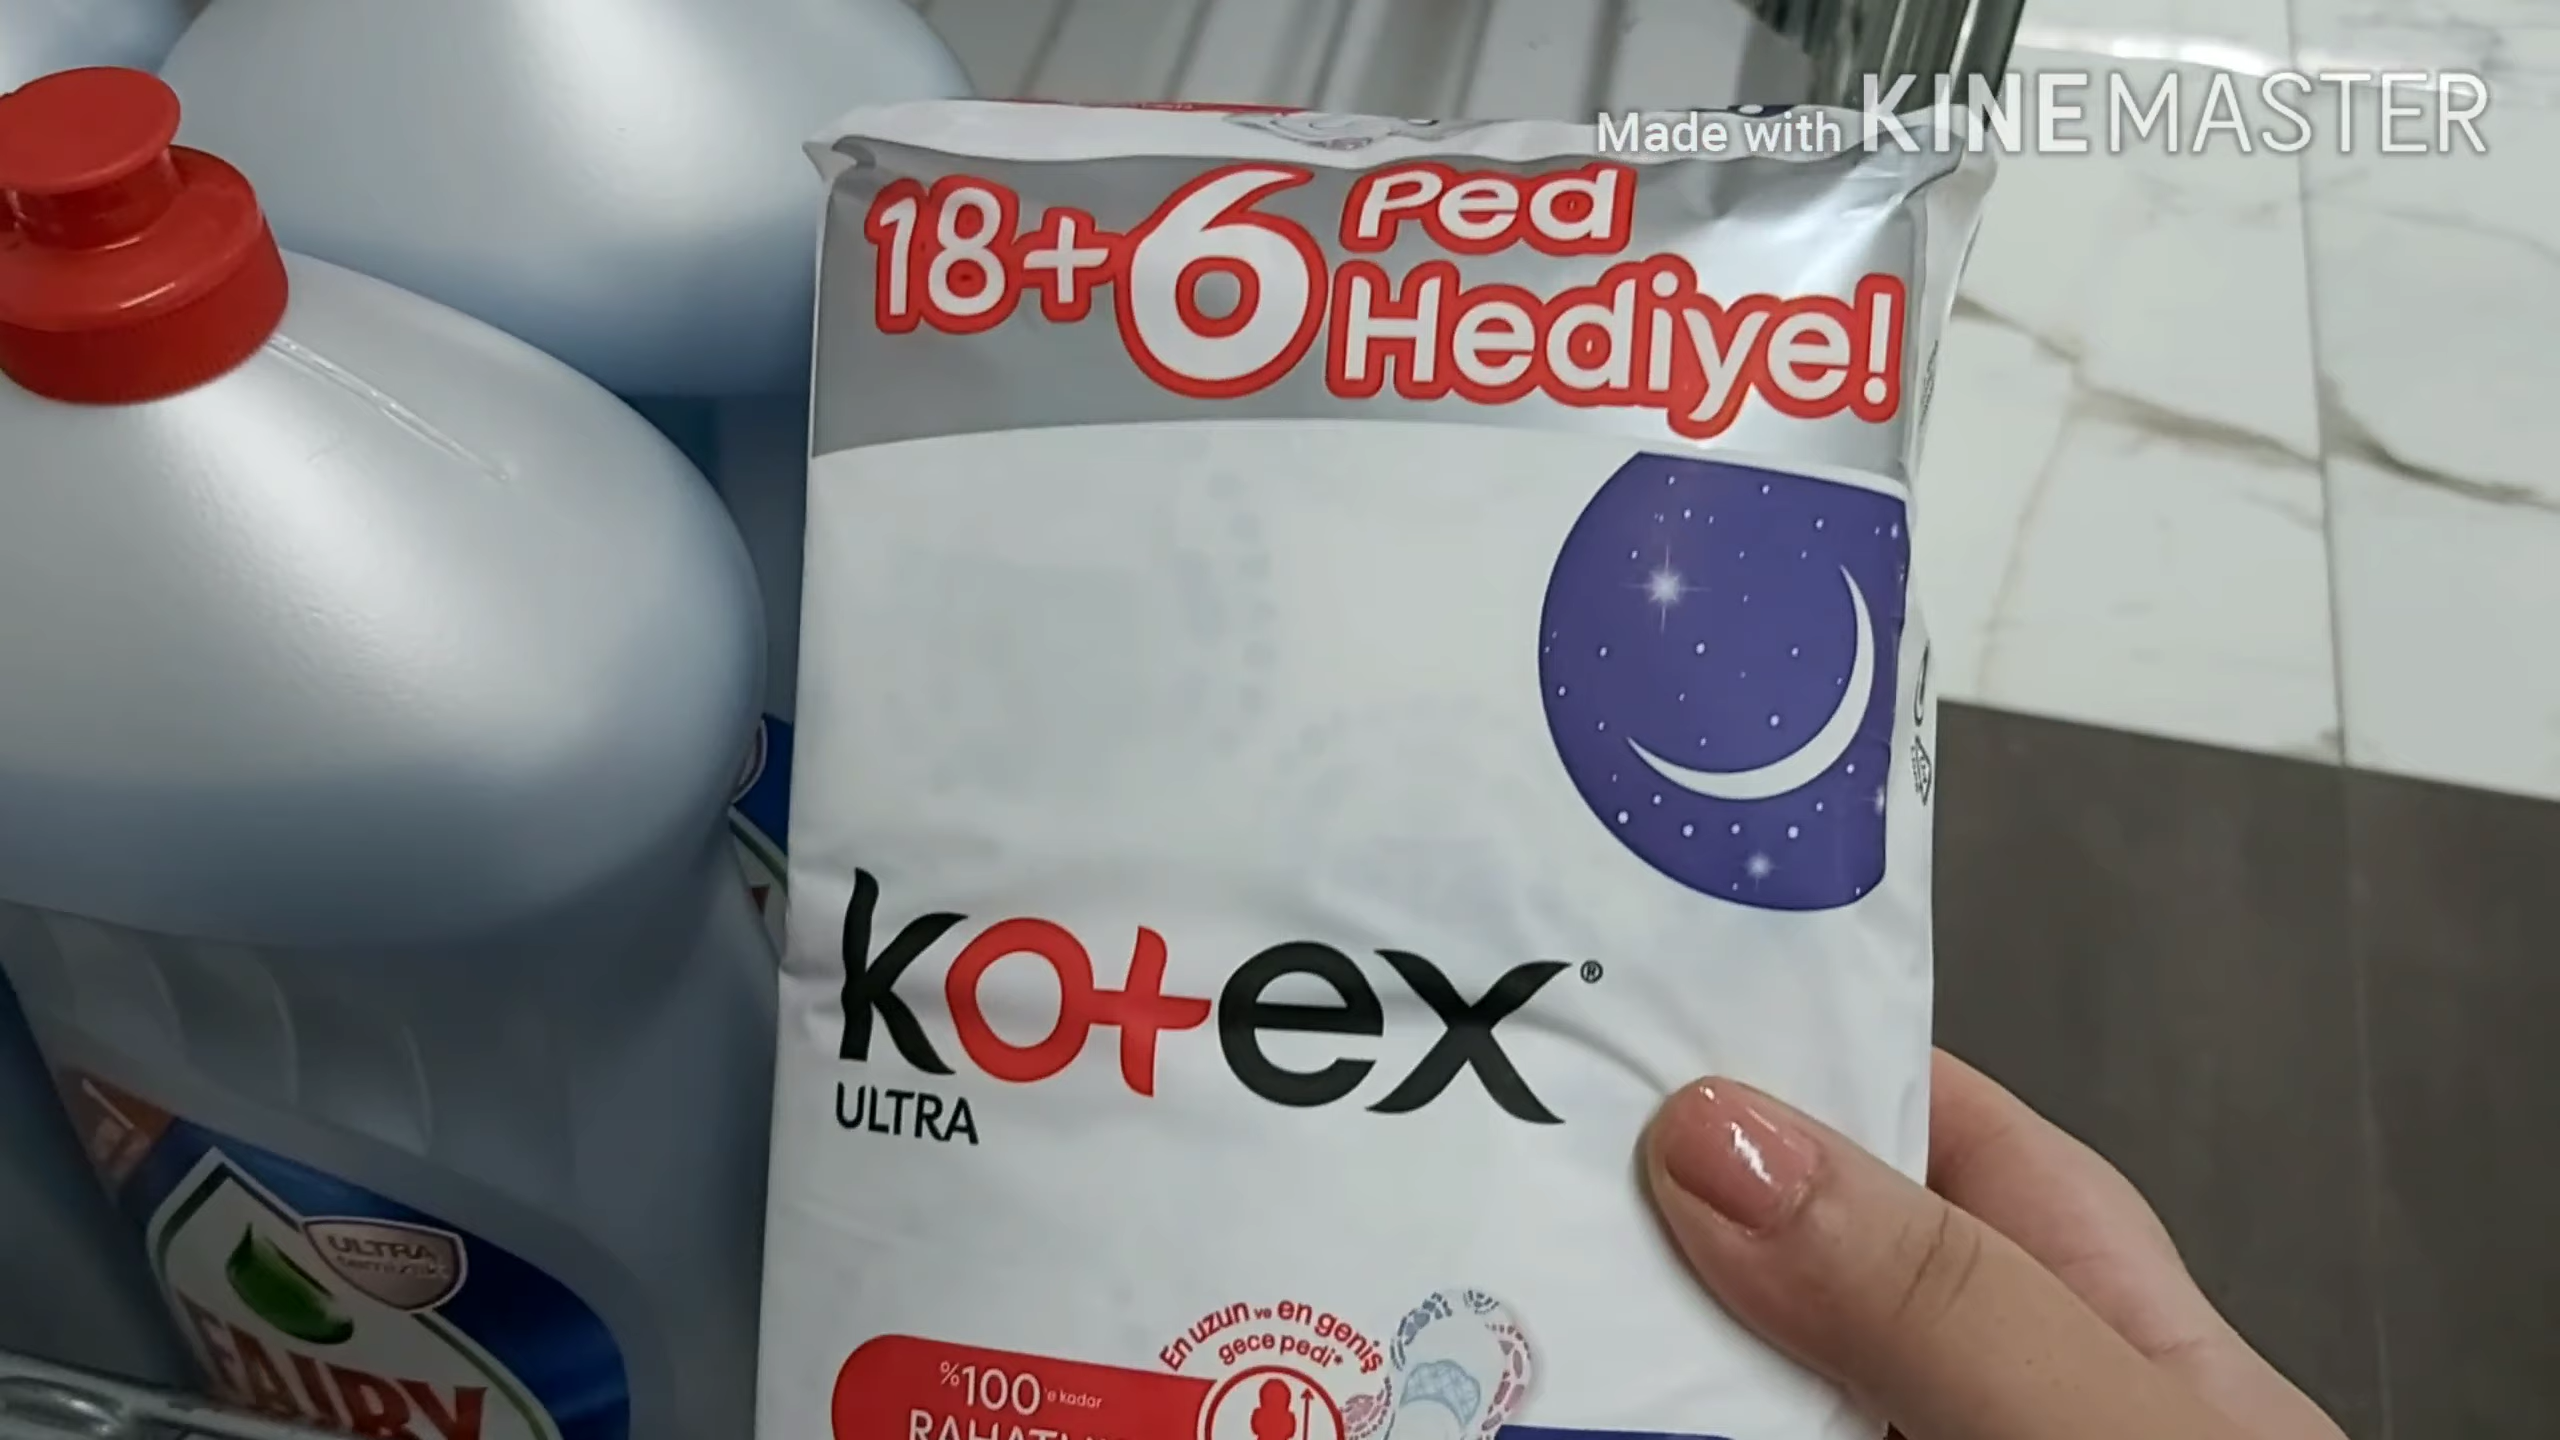 Made with KINEMASTER
18+6 Ped
Hediye!
kotex®
ULTRA
En uzun ve en geniş
gece pedi*
%100'e kadar
ULTRA
FAIRY